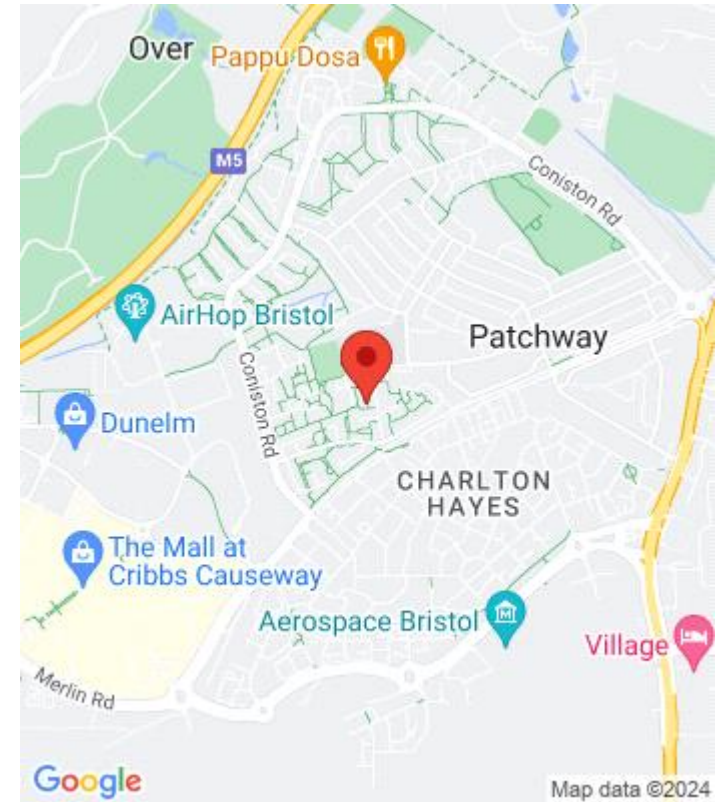 Over
Pappu Dosa
M5
Coniston Rd
AirHop Bristol
Patchway
Coniston Rd
Dunelm
CHARLTON
HAYES
The Mall at
Cribbs Causeway
Aerospace Bristol
Village
Merlin Rd
Google
Map data ©2024